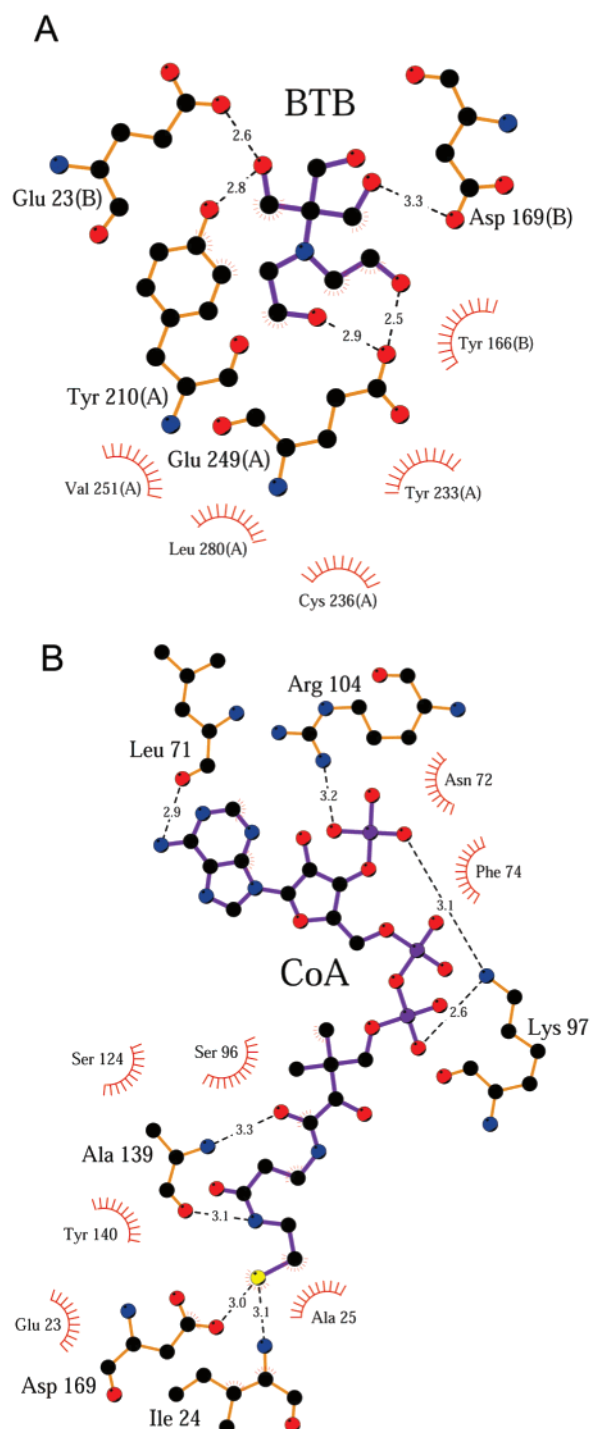 A
BTB
2.6
Glu 23(B)
2.8
3.3
Asp 169(B)
2.5
2.9
Tyr 166(B)
Tyr 210(A)
Glu 249(A)
Val 251(A)
Tyr 233(A)
Leu 280(A)
Cys 236(A)
B
Arg 104
Leu 71
Asn 72
3.2
2.9
Phe 74
3.1
CoA
2.6
Lys 97
Ser 124
Ser 96
3.3
Ala 139
3.1
Tyr 140
3.0
3.1
Ala 25
Glu 23
Asp 169
Ile 24